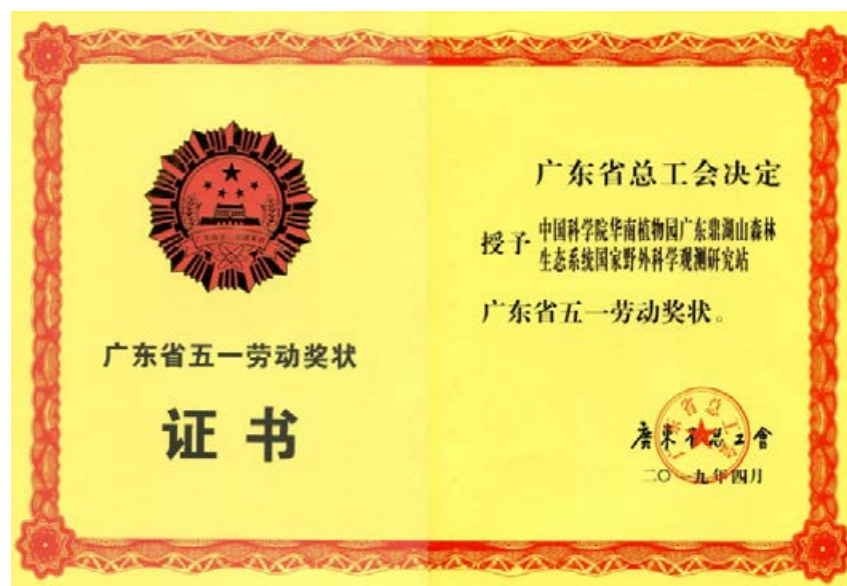 广东省五一劳动奖状
证书
广东省总工会决定
授予 中国科学院华南植物园广东鼎湖山森林
生态系统国家野外科学观测研究站
广东省五一劳动奖状。
廣東省总工會
二〇一九年四月